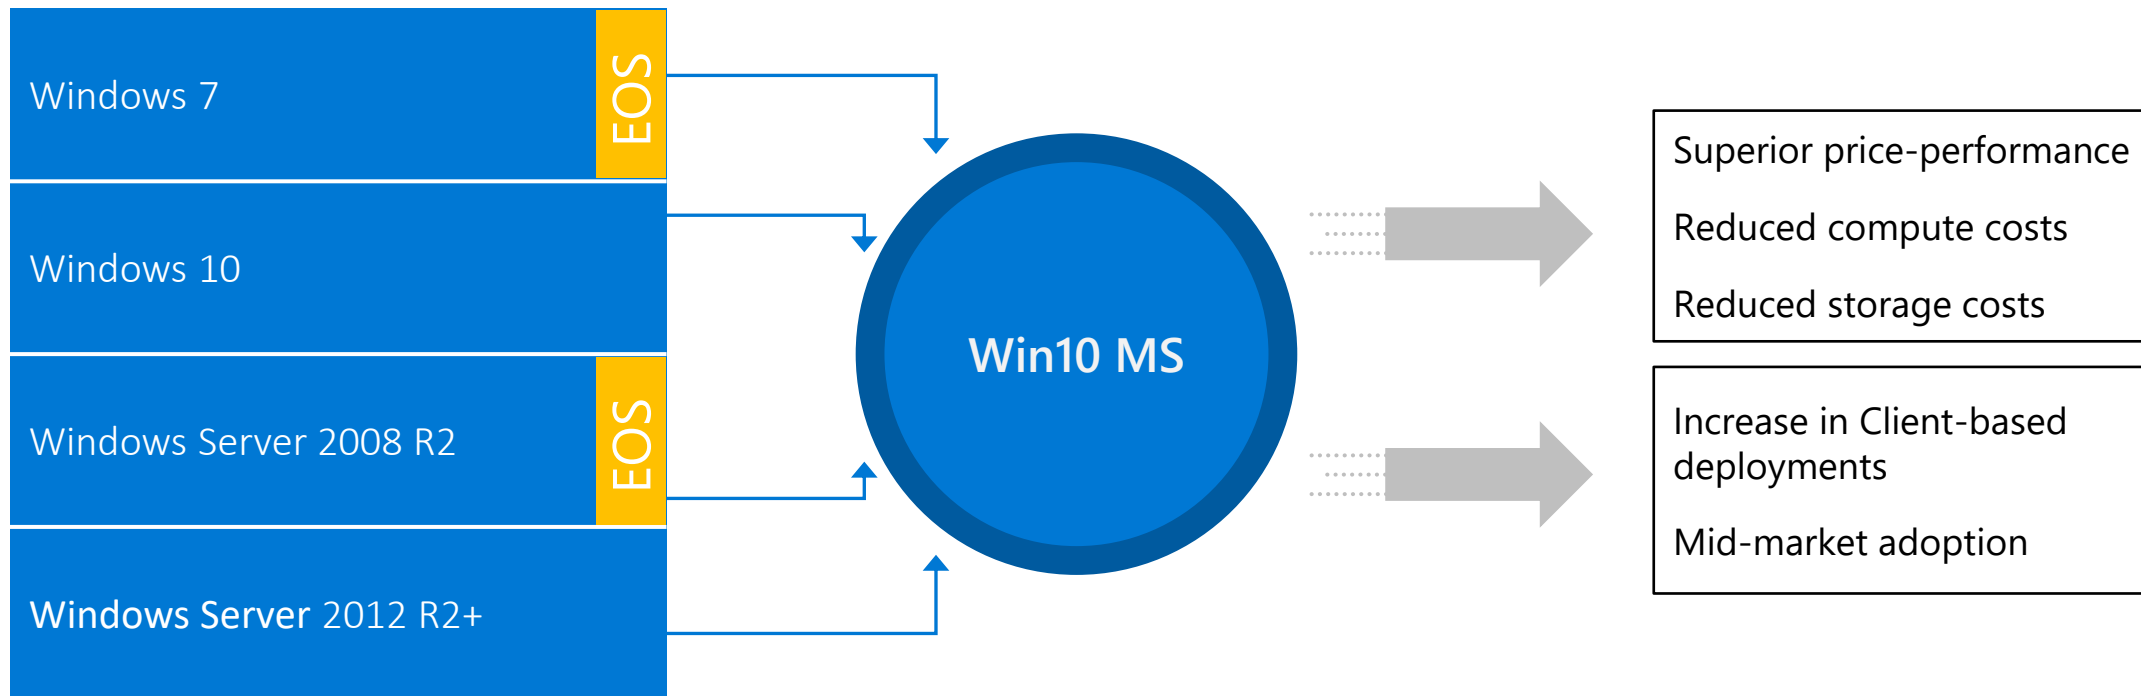 Windows 7
EOS
Windows 10
Windows Server 2008 R2
EOS
Windows Server 2012 R2+
Win10 MS
Superior price-performance
Reduced compute costs
Reduced storage costs
Increase in Client-based
deployments
Mid-market adoption